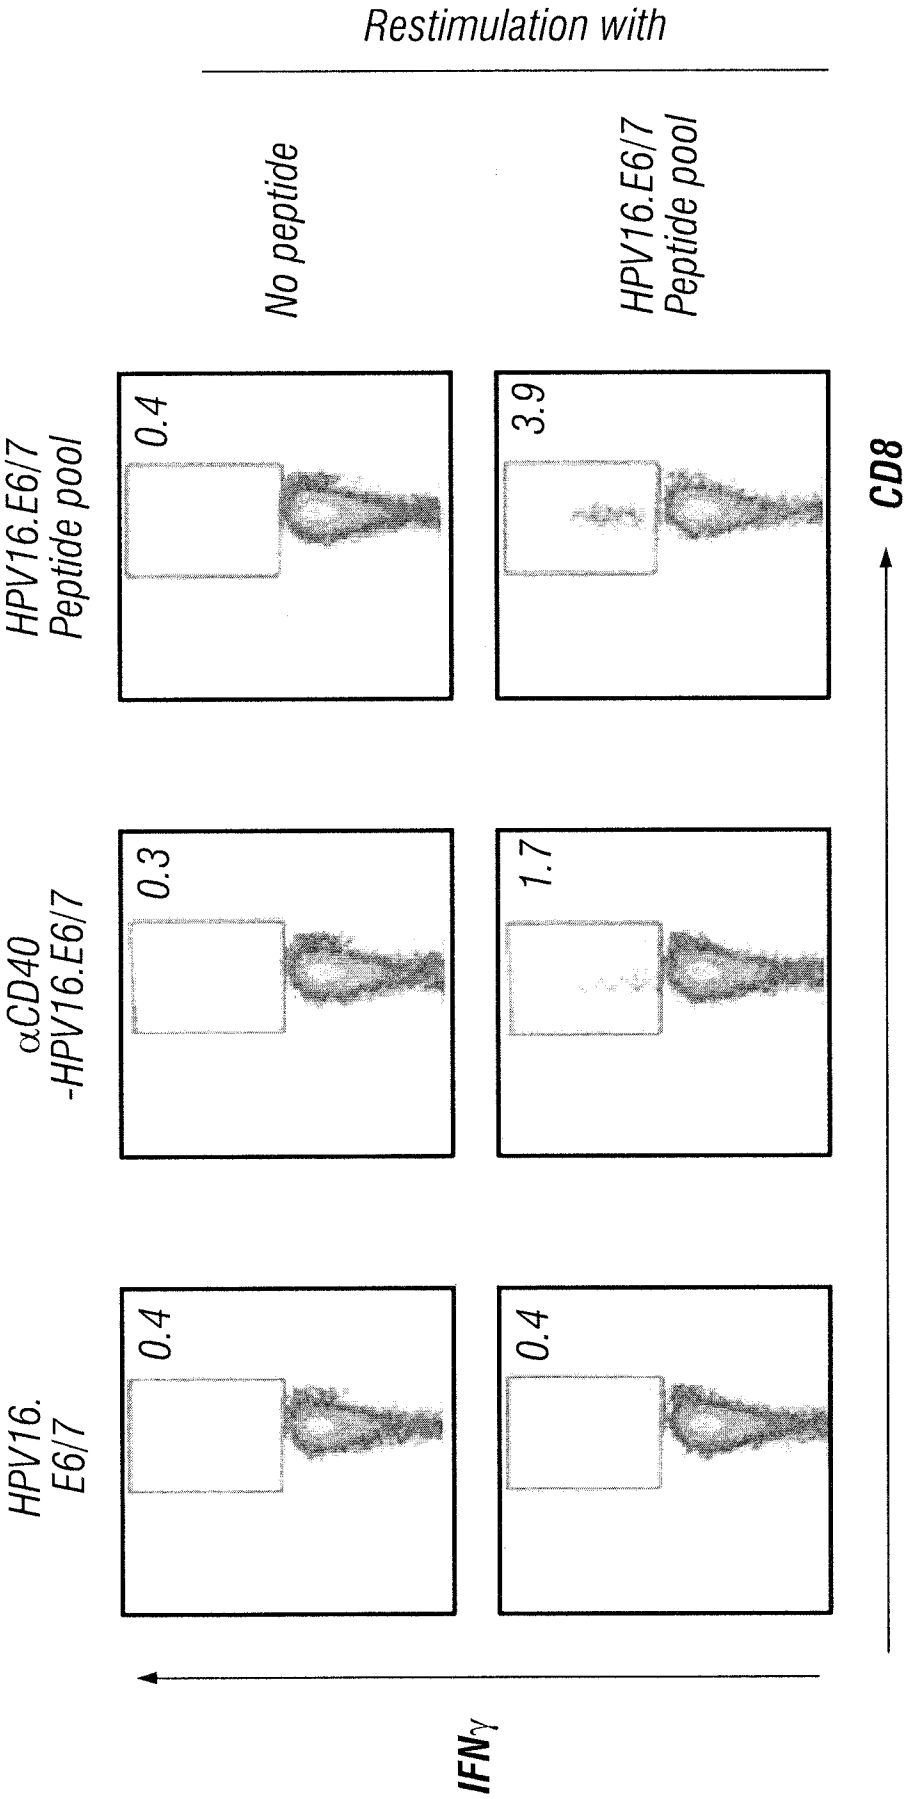 HPV16.
E6/7
αCD40
-HPV16.E6/7
HPV16.E6/7
Peptide pool
Restimulation with
0.4
0.3
0.4
No peptide
0.4
1.7
3.9
HPV16.E6/7
Peptide pool
IFNγ
CD8